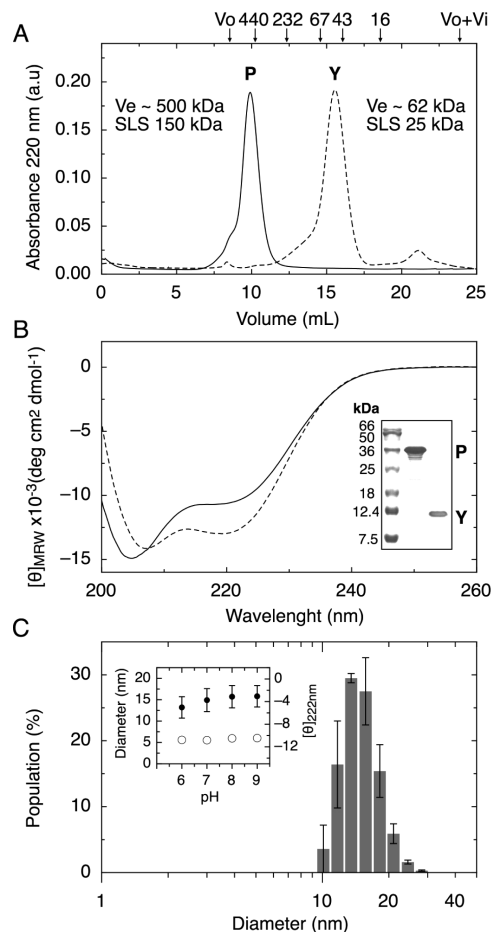 A
Vo 440 232 67 43 16 Vo+Vi
P
Y
Ve ~ 500 kDa
SLS 150 kDa
Ve ~ 62 kDa
SLS 25 kDa
Absorbance 220 nm (a.u)
0.20
0.15
0.10
0.05
0.00
0 5 10 15 20 25
Volume (mL)
B
[θ]MRW x10-3(deg cm2 dmol-1)
0
−5
−10
−15
kDa
66
50
36
25
18
12.4
7.5
P
Y
200 220 240 260
Wavelenght (nm)
C
Population (%)
30
20
10
0
Diameter (nm)
20
15
10
5
0
0
−4
−8
−12
[θ]222nm
6 7 8 9
pH
1 10 20 40
Diameter (nm)